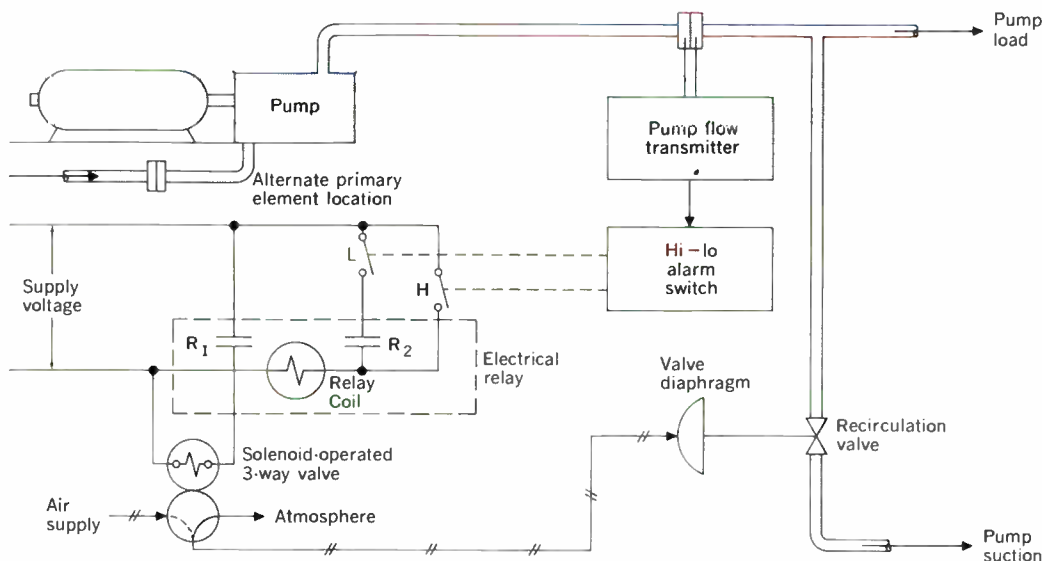 Pump
load
Pump
Pump flow
transmitter
Alternate primary
element location
L
Hi–lo
alarm
switch
Supply
voltage
H
R1
R2
Electrical
relay
Relay
Coil
Valve
diaphragm
Recirculation
valve
Solenoid-operated
3-way valve
Air
supply
Atmosphere
Pump
suction